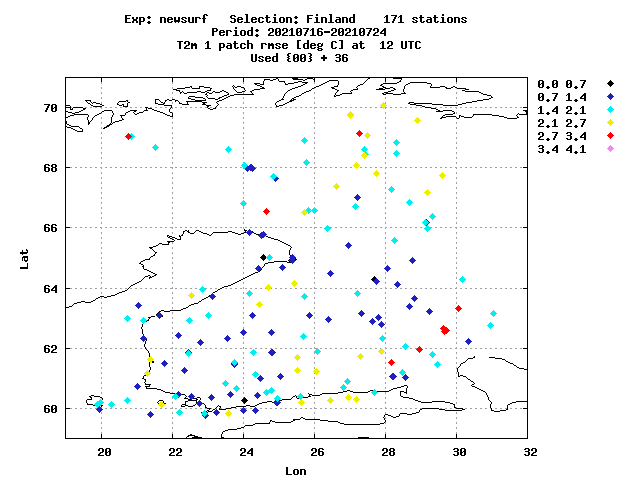 Exp: newsurf Selection: Finland 171 stations
Period: 20210716-20210724
T2m 1 patch rmse [deg C] at 12 UTC
Used {00} + 36
0.0 0.7
0.7 1.4
1.4 2.1
2.1 2.7
2.7 3.4
3.4 4.1
70
68
66
64
62
60
Lat
20 22 24 26 28 30 32
Lon